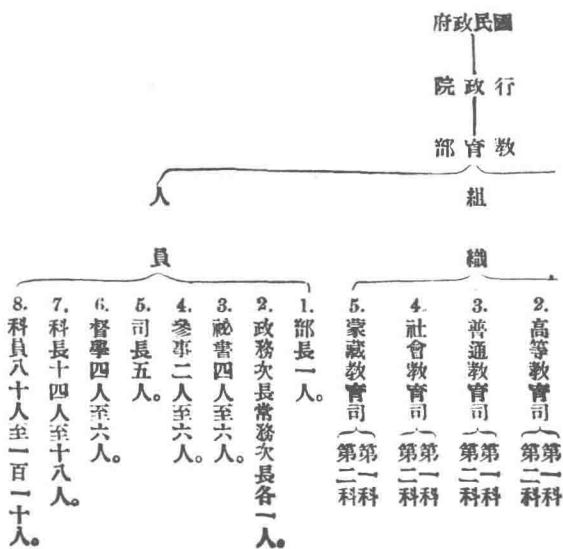 國民政府
行政院
教育部
組織
2. 高等教育司
第一科
第二科
3. 普通教育司
第一科
第二科
4. 社會教育司
第一科
第二科
5. 蒙藏教育司
第一科
第二科
人員
1. 部長一人。
2. 政務次長常務次長各一人。
3. 祕書四人至六人。
4. 參事二人至六人。
5. 司長五人。
6. 督學四人至六人。
7. 科長十四人至十八人。
8. 科員八十人至一百一十人。